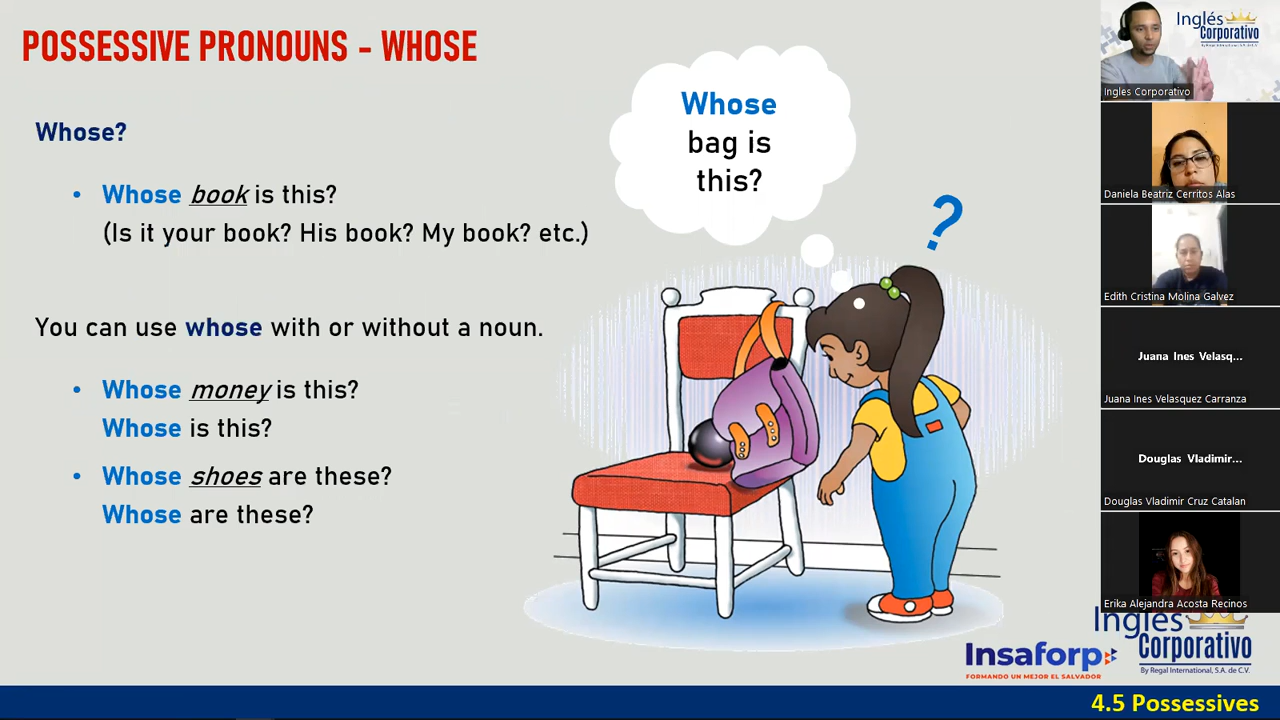 POSSESSIVE PRONOUNS - WHOSE
Whose?
• Whose book is this?
(Is it your book? His book? My book? etc.)
You can use whose with or without a noun.
• Whose money is this?
Whose is this?
• Whose shoes are these?
Whose are these?
Whose
bag is
this?
?
Inglés
Corporativo
By Regal International, S.A. de C.V.
Ingles Corporativo
Daniela Beatriz Cerritos Alas
Edith Cristina Molina Galvez
Juana Ines Velasq...
Juana Ines Velasquez Carranza
Douglas Vladimir...
Douglas Vladimir Cruz Catalan
Erika Alejandra Acosta Recinos
Insaforp
FORMANDO UN MEJOR EL SALVADOR
Inglés
Corporativo
By Regal International, S.A. de C.V.
4.5 Possessives